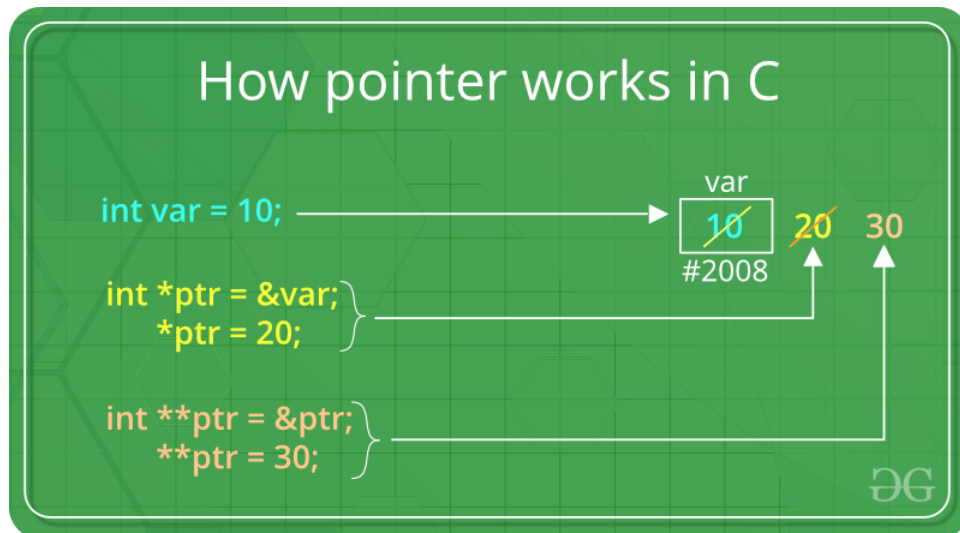 How pointer works in C
var
int var = 10;
10 20 30
#2008
int *ptr = &var;
*ptr = 20;
int **ptr = &ptr;
**ptr = 30;
GG